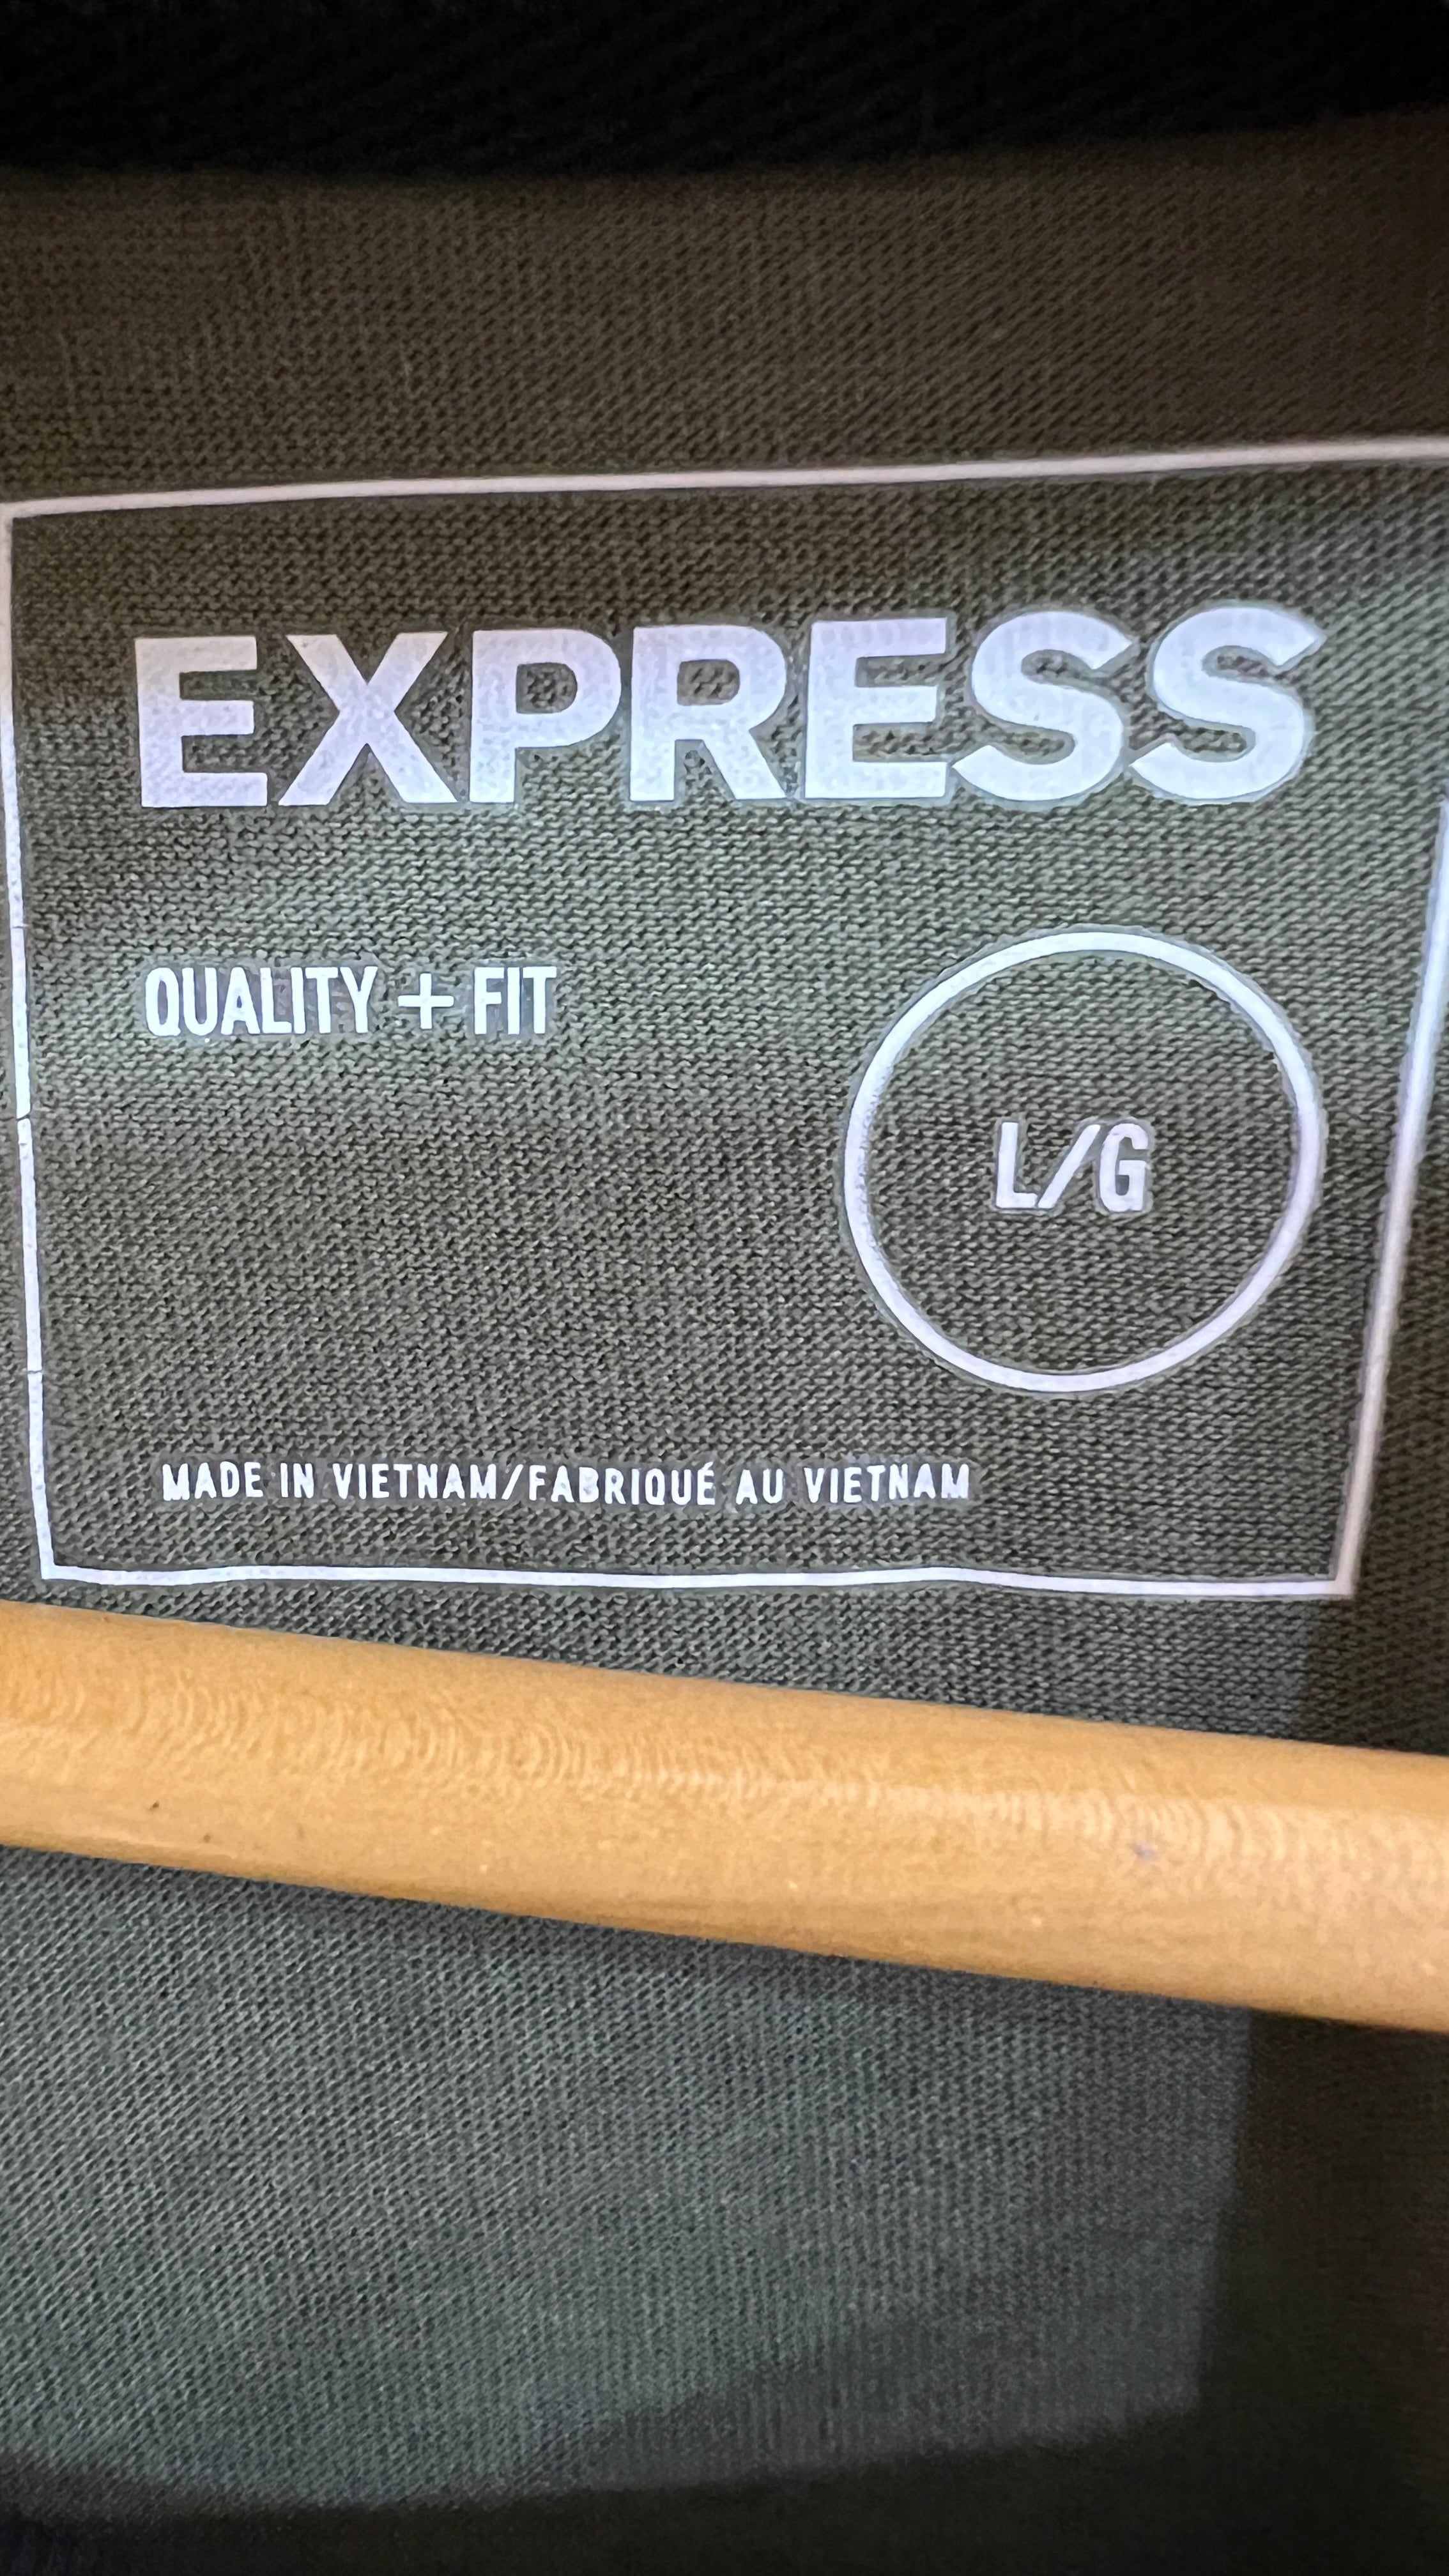 EXPRESS
QUALITY + FIT
L/G
MADE IN VIETNAM/FABRIQUÉ AU VIETNAM